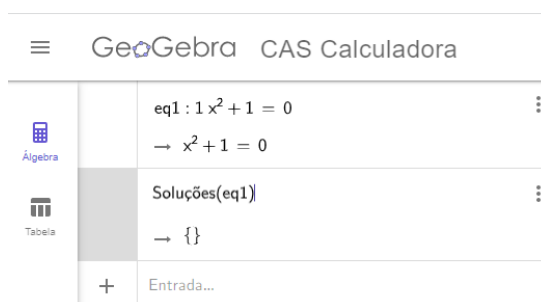 GeoGebra CAS Calculadora
eq1 : 1 x² + 1 = 0
→ x² + 1 = 0
Álgebra
Soluções(eq1)
→ {}
Tabela
+ Entrada...